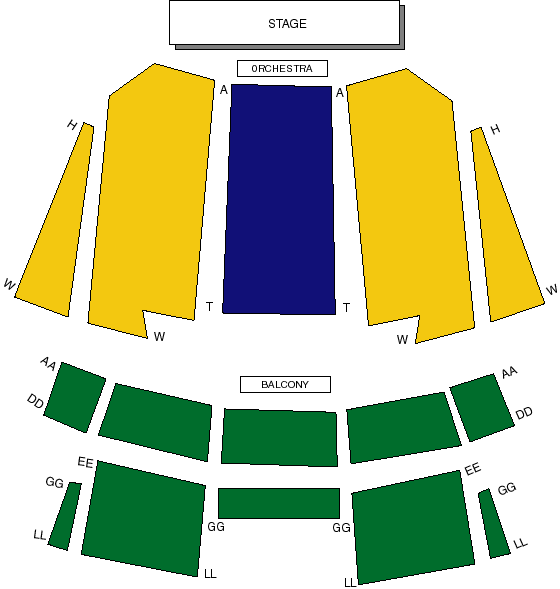 STAGE
ORCHESTRA
A A
H H
W W
T T
W W
BALCONY
AA AA
DD DD
EE EE
GG GG
GG GG
LL LL
LL LL